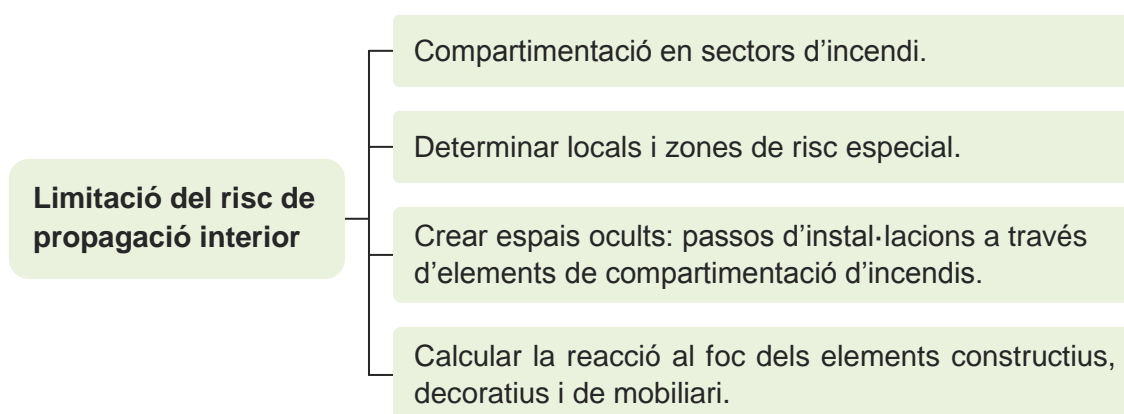 Compartimentació en sectors d’incendi.
Determinar locals i zones de risc especial.
Limitació del risc de
propagació interior
Crear espais ocults: passos d’instal·lacions a través
d’elements de compartimentació d’incendis.
Calcular la reacció al foc dels elements constructius,
decoratius i de mobiliari.